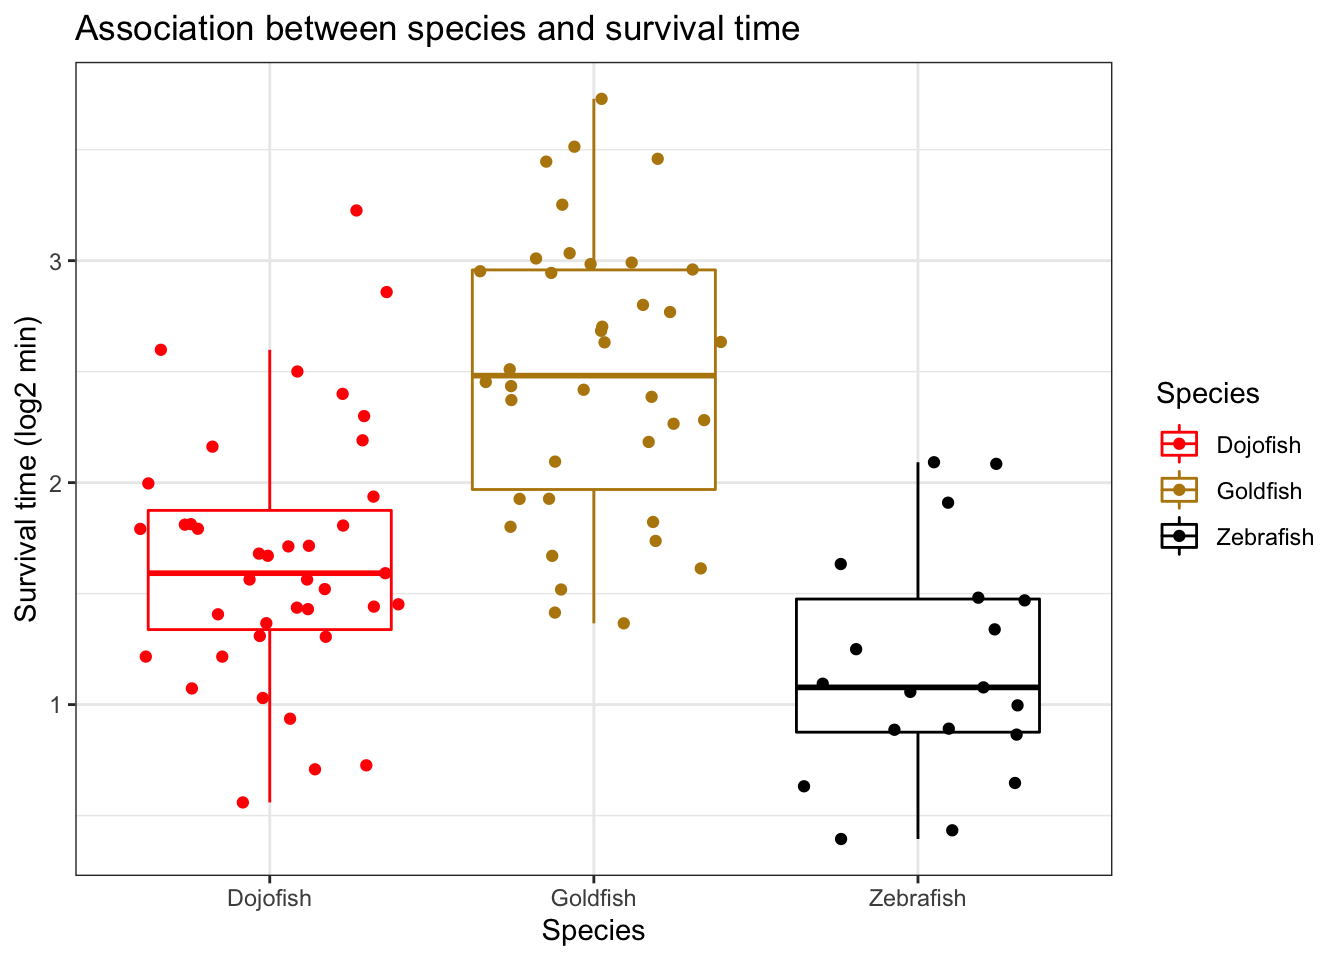 Association between species and survival time
Survival time (log2 min)
3
2
1
Dojofish
Goldfish
Zebrafish
Species
Species
Dojofish
Goldfish
Zebrafish